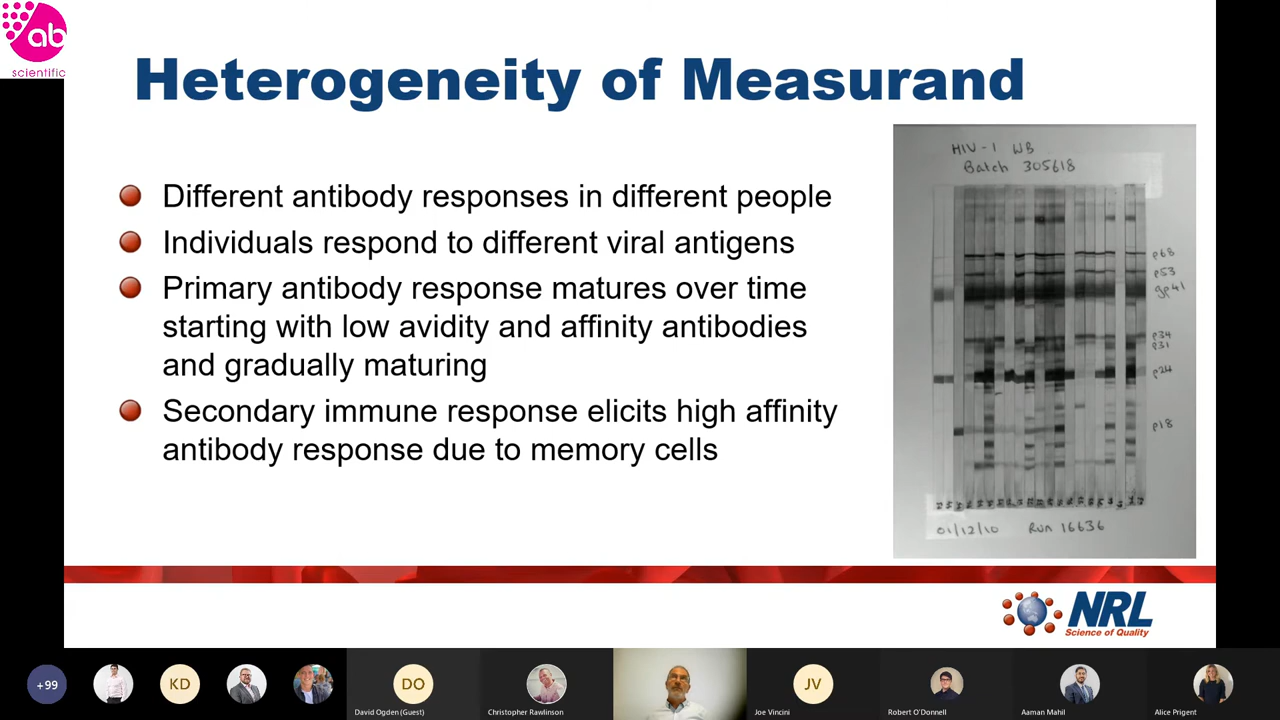 ab
scientific
Heterogeneity of Measurand
Different antibody responses in different people
Individuals respond to different viral antigens
Primary antibody response matures over time
starting with low avidity and affinity antibodies
and gradually maturing
Secondary immune response elicits high affinity
antibody response due to memory cells
HIV-1 WB
Batch 305618
p68
p53
gp41
p34
p31
p24
p18
01/12/10 Run 16636
NRL
Science of Quality
+99
KD
DO
JV
David Ogden (Guest)
Christopher Rawlinson
Joe Vincini
Robert O'Donnell
Aaman Mahil
Alice Prigent